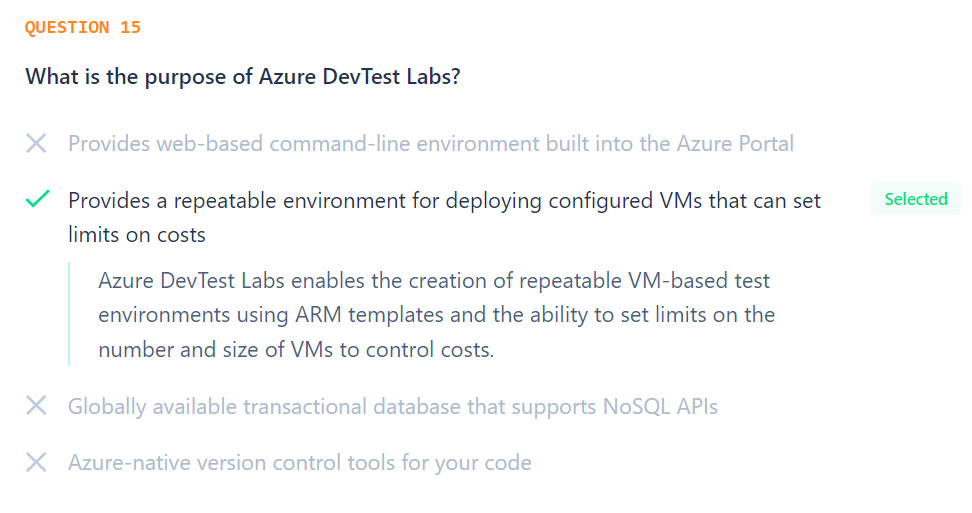 QUESTION 15
What is the purpose of Azure DevTest Labs?
Provides web-based command-line environment built into the Azure Portal
Provides a repeatable environment for deploying configured VMs that can set
limits on costs
Selected
Azure DevTest Labs enables the creation of repeatable VM-based test
environments using ARM templates and the ability to set limits on the
number and size of VMs to control costs.
Globally available transactional database that supports NoSQL APIs
Azure-native version control tools for your code